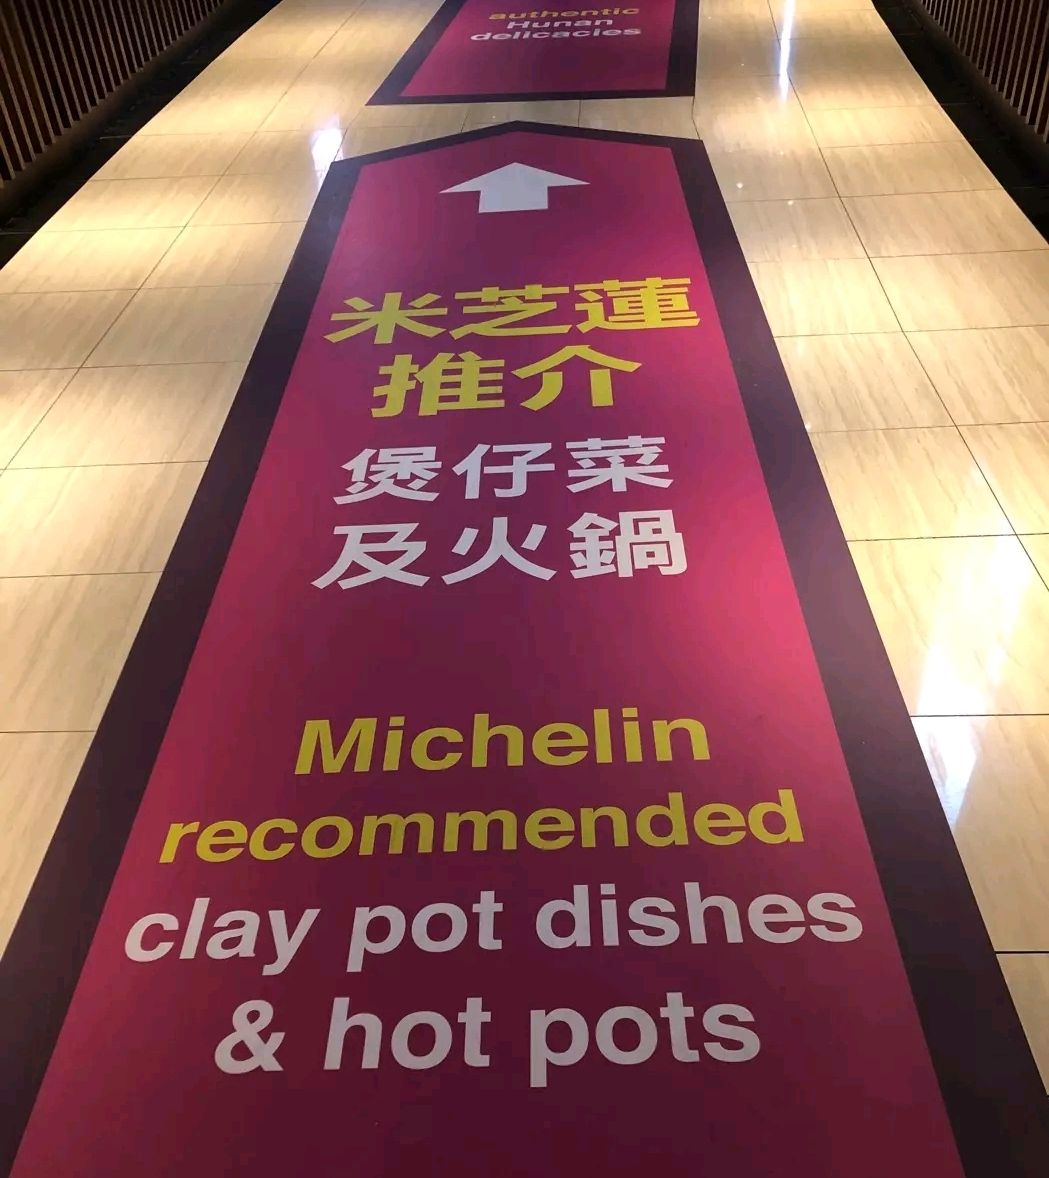 authentic
Hunan
delicacies
米芝蓮
推介
煲仔菜
及火鍋
Michelin
recommended
clay pot dishes
& hot pots